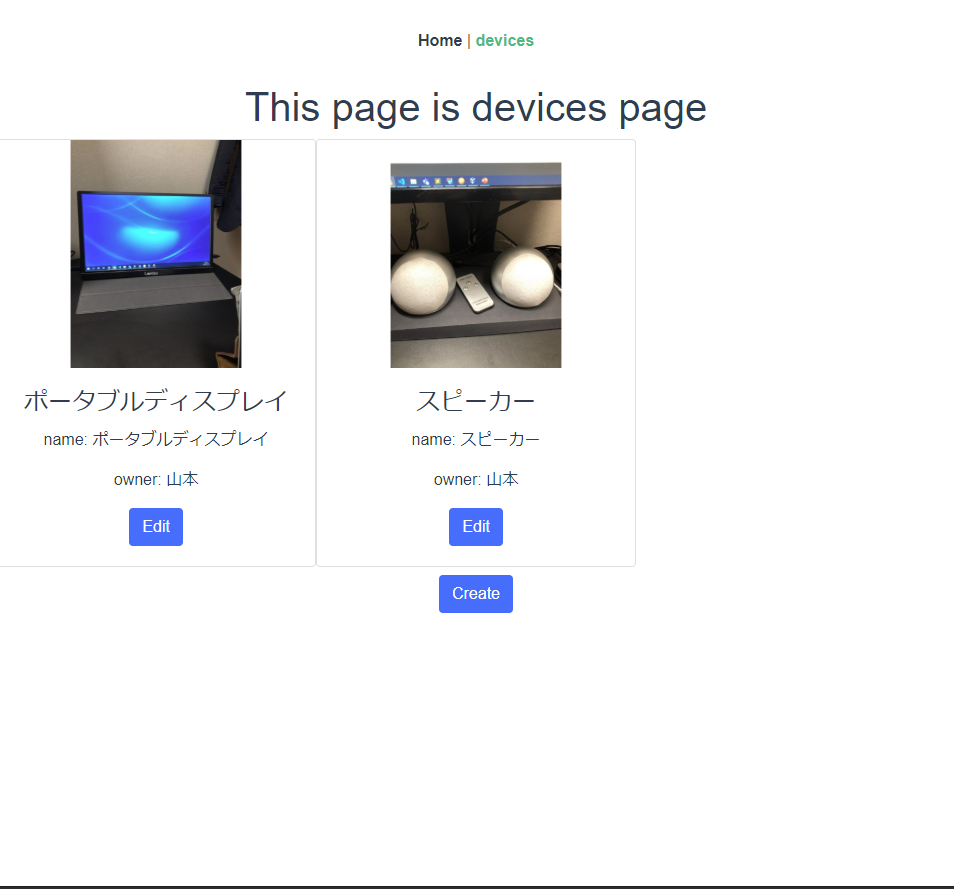 Home | devices
This page is devices page
ポータブルディスプレイ
name: ポータブルディスプレイ
owner: 山本
Edit
スピーカー
name: スピーカー
owner: 山本
Edit
Create